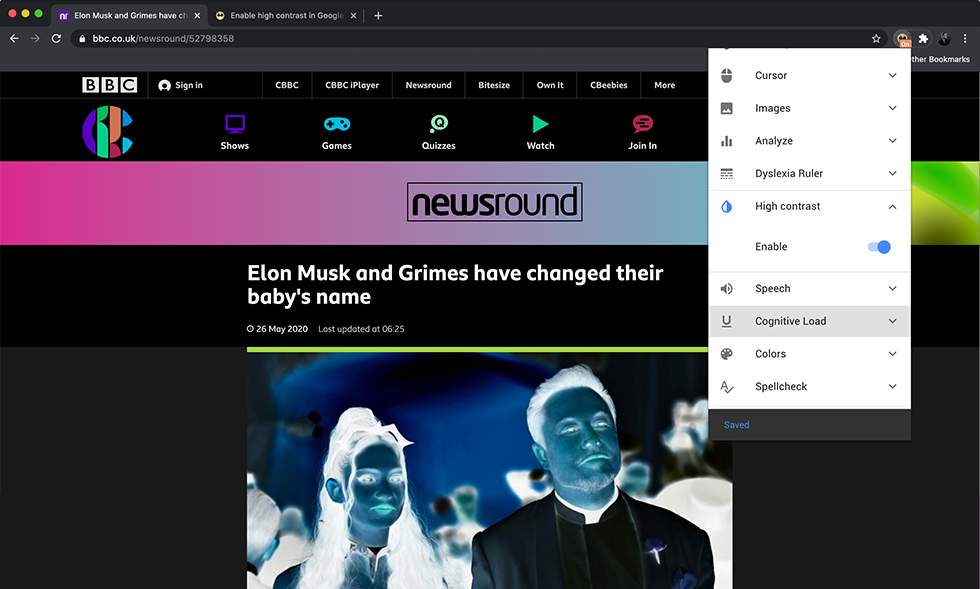 Elon Musk and Grimes have ch
Enable high contrast in Google
bbc.co.uk/newsround/52798358
On
ther Bookmarks
BBC
Sign in
CBBC
CBBC iPlayer
Newsround
Bitesize
Own It
CBeebies
More
Shows
Games
Quizzes
Watch
Join In
newsround
Elon Musk and Grimes have changed their
baby's name
26 May 2020
Last updated at 06:25
Cursor
Images
Analyze
Dyslexia Ruler
High contrast
Enable
Speech
Cognitive Load
Colors
Spellcheck
Saved